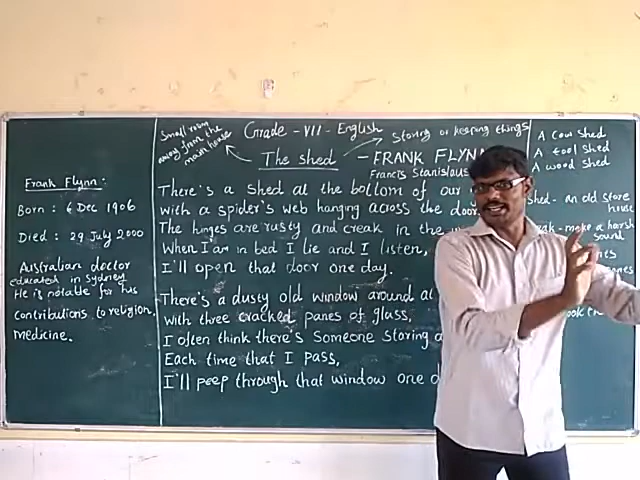 Grade - VII - English
Small room
away from the
main house
Storing or keeping things
The shed - FRANK FLYNN
Francis Stanislaus
Frank Flynn :
Born : 6 Dec 1906
Died : 29 July 2000
Australian doctor
educated in Sydney
He is notable for his
contributions to religion,
medicine.
There's a shed at the bottom of our
with a spider's web hanging across the door
The hinges are rusty and creak in the
When I am in bed I lie and I listen,
I'll open that door one day.
There's a dusty old window around at
with three cracked panes of glass,
I often think there's someone storing a
Each time that I pass,
I'll peep through that window one d
A cow shed
A tool shed
A wood shed
shed - an old store
house
eak - make a harsh
sound